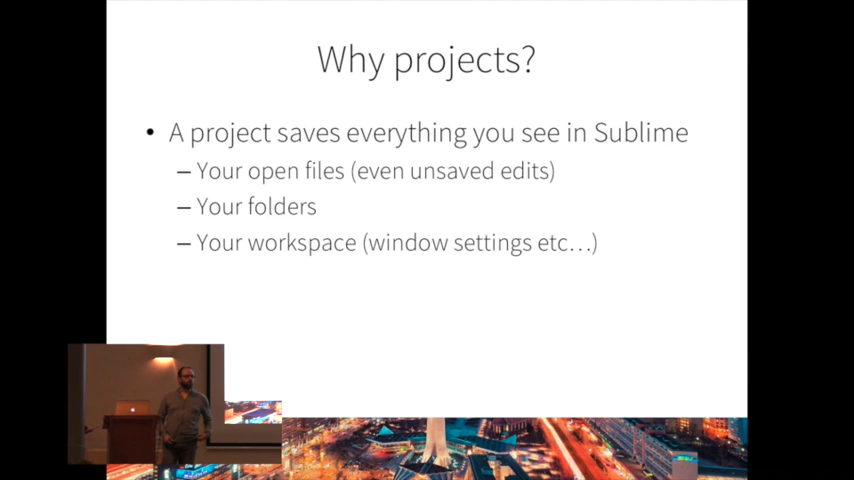 Why projects?
• A project saves everything you see in Sublime
– Your open files (even unsaved edits)
– Your folders
– Your workspace (window settings etc…)